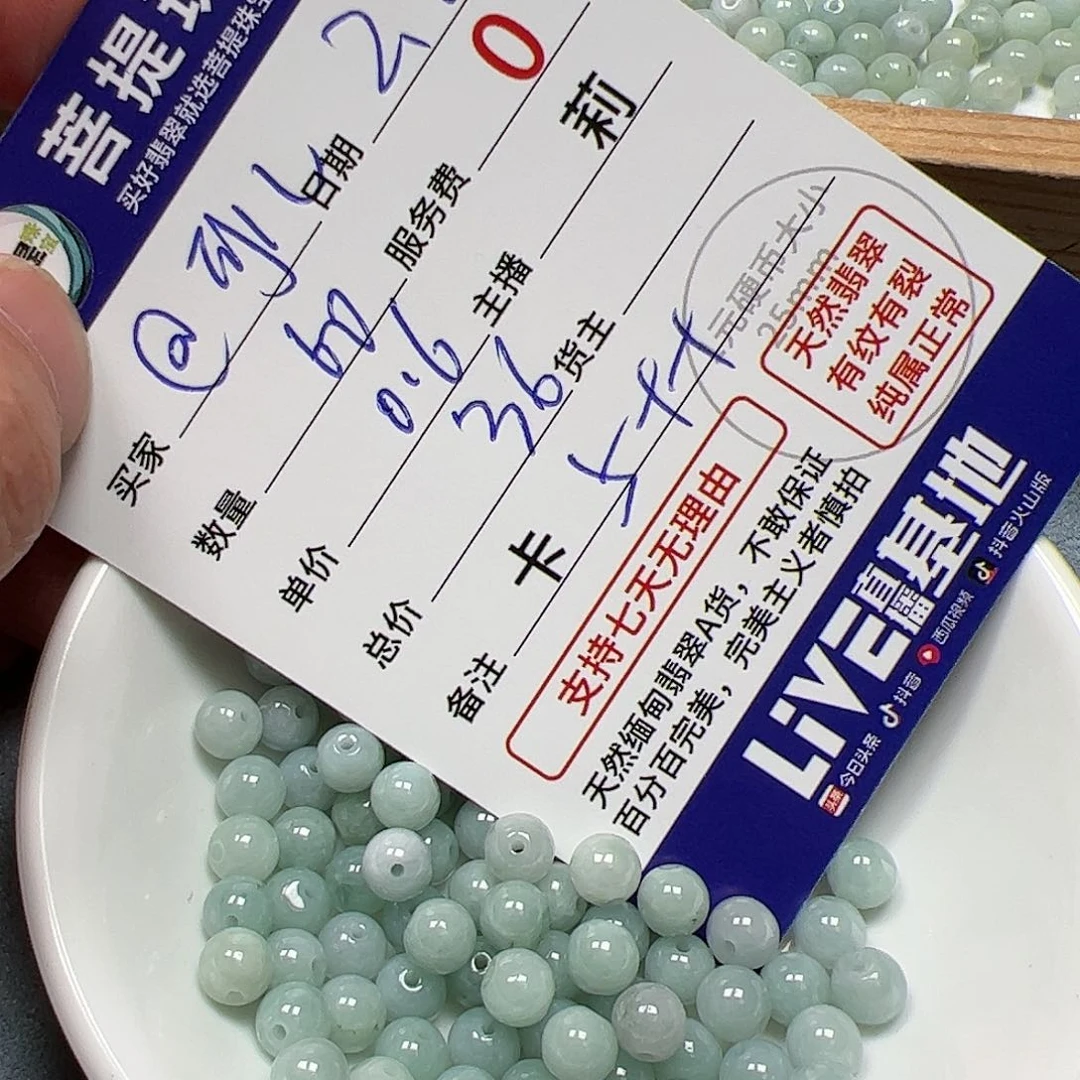 菩提
买好翡翠就选菩提珠
买家 @
日期 2
数量 60
服务费 0
单价 0.6
主播 莉
总价 36
货主
备注 卡
1元硬币大小
25mm
天然翡翠
有纹有裂
纯属正常
支持七天无理由
天然缅甸翡翠A货，不敢保证
百分百完美，完美主义者慎拍
LiVE直播基地
头条 今日头条 抖音 西瓜视频 抖音火山版